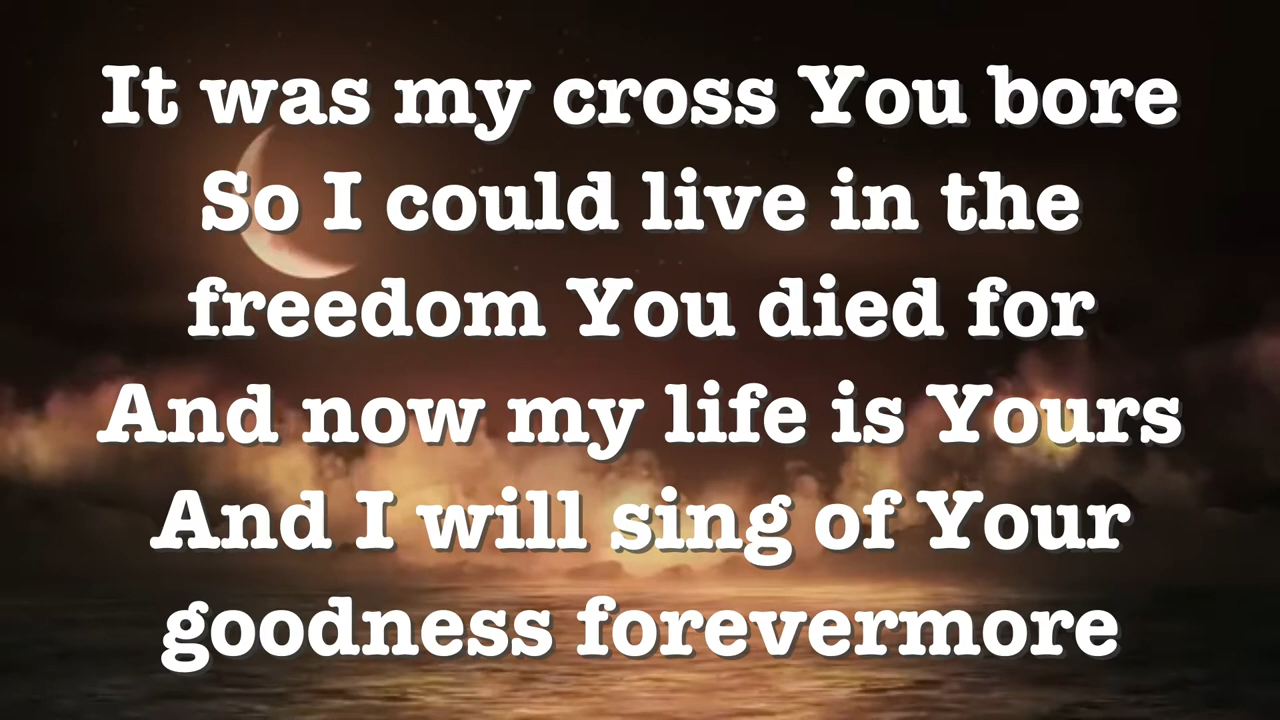 It was my cross You bore
So I could live in the
freedom You died for
And now my life is Yours
And I will sing of Your
goodness forevermore